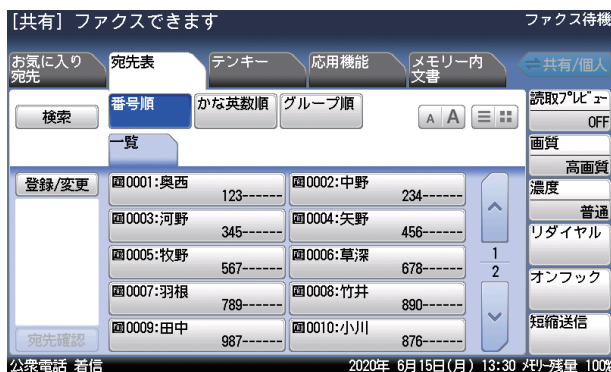 [共有] ファクスできます
ファクス待機
お気に入り
宛先
宛先表
テンキー
応用機能
メモリー内
文書
共有/個人
検索
番号順
かな英数順
グループ順
A A
一覧
読取プレビュー
OFF
画質
高画質
濃度
普通
リダイヤル
オンフック
短縮送信
登録/変更
0001:奥西
123------
0002:中野
234------
0003:河野
345------
0004:矢野
456------
0005:牧野
567------
0006:草深
678------
0007:羽根
789------
0008:竹井
890------
0009:田中
987------
0010:小川
876------
1
2
宛先確認
公衆電話 着信
2020年 6月15日(月) 13:30 メモリー残量 100%